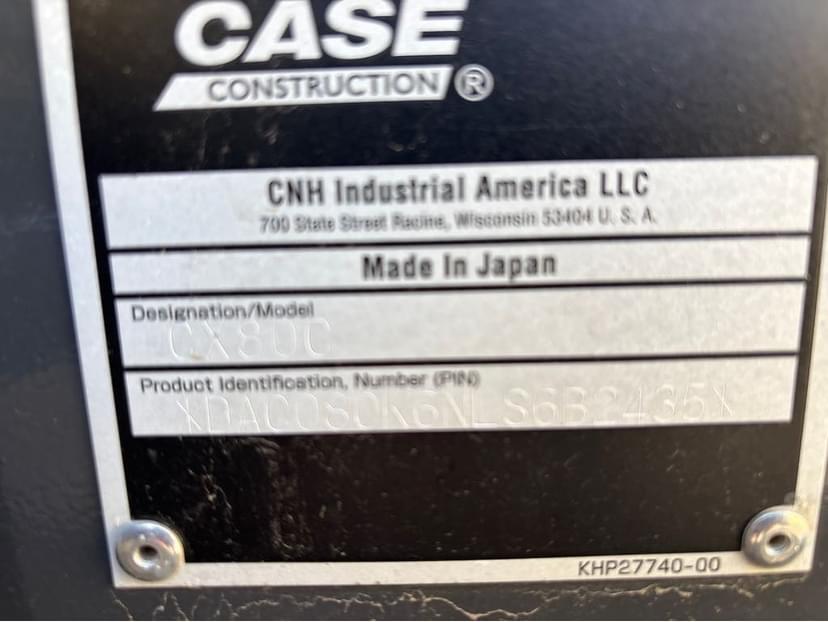 CASE
CONSTRUCTION®
CNH Industrial America LLC
700 State Street Racine, Wisconsin 53404 U. S. A.
Made In Japan
Designation/Model
CX80C
Product Identification, Number (PIN)
XDAC080K6NLS6B2435X
KHP27740-00